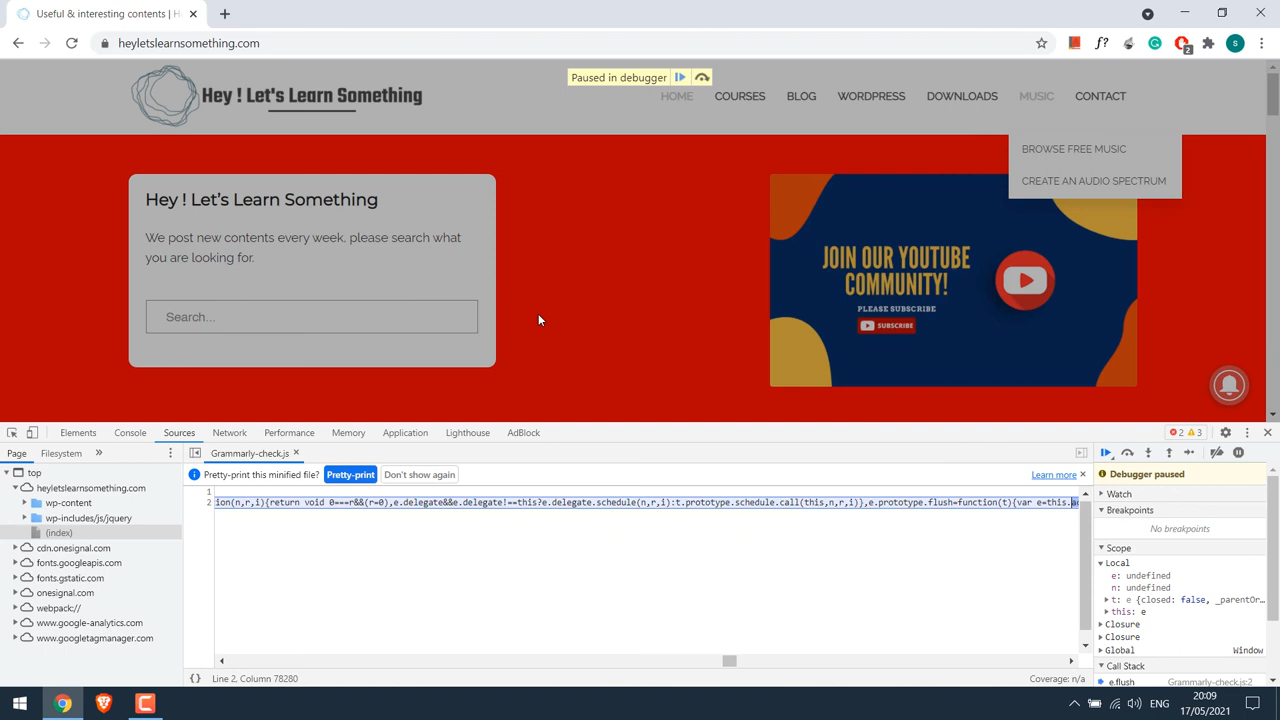 Useful & interesting contents | H
heyletslearnsomething.com
f?
2
S
Paused in debugger
Hey ! Let's Learn Something
HOME COURSES BLOG WORDPRESS DOWNLOADS MUSIC CONTACT
BROWSE FREE MUSIC
CREATE AN AUDIO SPECTRUM
Hey ! Let's Learn Something
We post new contents every week, please search what
you are looking for.
Search...
JOIN OUR YOUTUBE
COMMUNITY!
PLEASE SUBSCRIBE
SUBSCRIBE
Elements Console Sources Network Performance Memory Application Lighthouse AdBlock 2 3
Page Filesystem » Grammarly-check.js ×
Pretty-print this minified file? Pretty-print Don't show again Learn more
top
heyletslearnsomething.com
wp-content
wp-includes/js/jquery
(index)
cdn.onesignal.com
fonts.googleapis.com
fonts.gstatic.com
onesignal.com
webpack://
www.google-analytics.com
www.googletagmanager.com
1
2 ion(n,r,i){return void 0===r&&(r=0),e.delegate&&e.delegate!==this?e.delegate.schedule(n,r,i):t.prototype.schedule.call(this,n,r,i)},e.prototype.flush=function(t){var e=this.
{} Line 2, Column 78280 Coverage: n/a
Debugger paused
Watch
Breakpoints
No breakpoints
Scope
Local
e: undefined
n: undefined
t: e {closed: false, _parentOr…
this: e
Closure
Closure
Global Window
Call Stack
e.flush Grammarly-check.js:2
ENG
20:09
17/05/2021